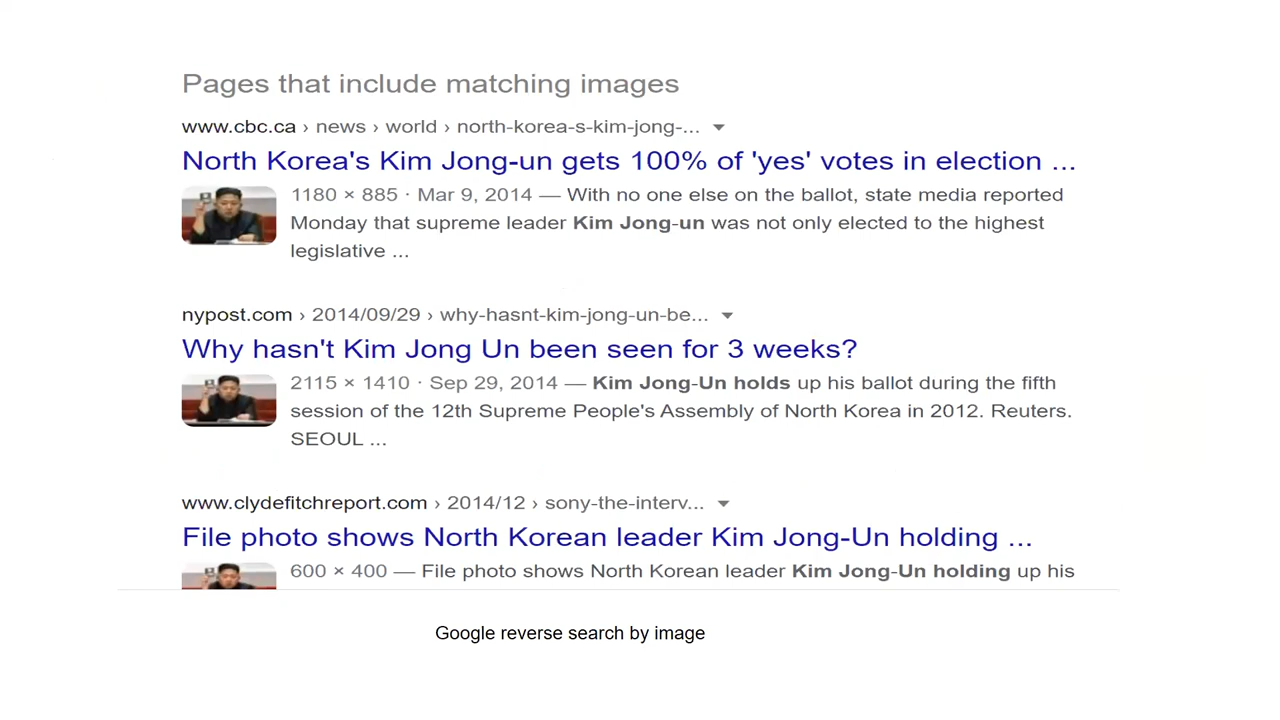 Pages that include matching images
www.cbc.ca › news › world › north-korea-s-kim-jong-...
North Korea's Kim Jong-un gets 100% of 'yes' votes in election ...
1180 × 885 · Mar 9, 2014 — With no one else on the ballot, state media reported
Monday that supreme leader Kim Jong-un was not only elected to the highest
legislative ...
nypost.com › 2014/09/29 › why-hasnt-kim-jong-un-be...
Why hasn't Kim Jong Un been seen for 3 weeks?
2115 × 1410 · Sep 29, 2014 — Kim Jong-Un holds up his ballot during the fifth
session of the 12th Supreme People's Assembly of North Korea in 2012. Reuters.
SEOUL ...
www.clydefitchreport.com › 2014/12 › sony-the-interv...
File photo shows North Korean leader Kim Jong-Un holding ...
600 × 400 — File photo shows North Korean leader Kim Jong-Un holding up his
Google reverse search by image